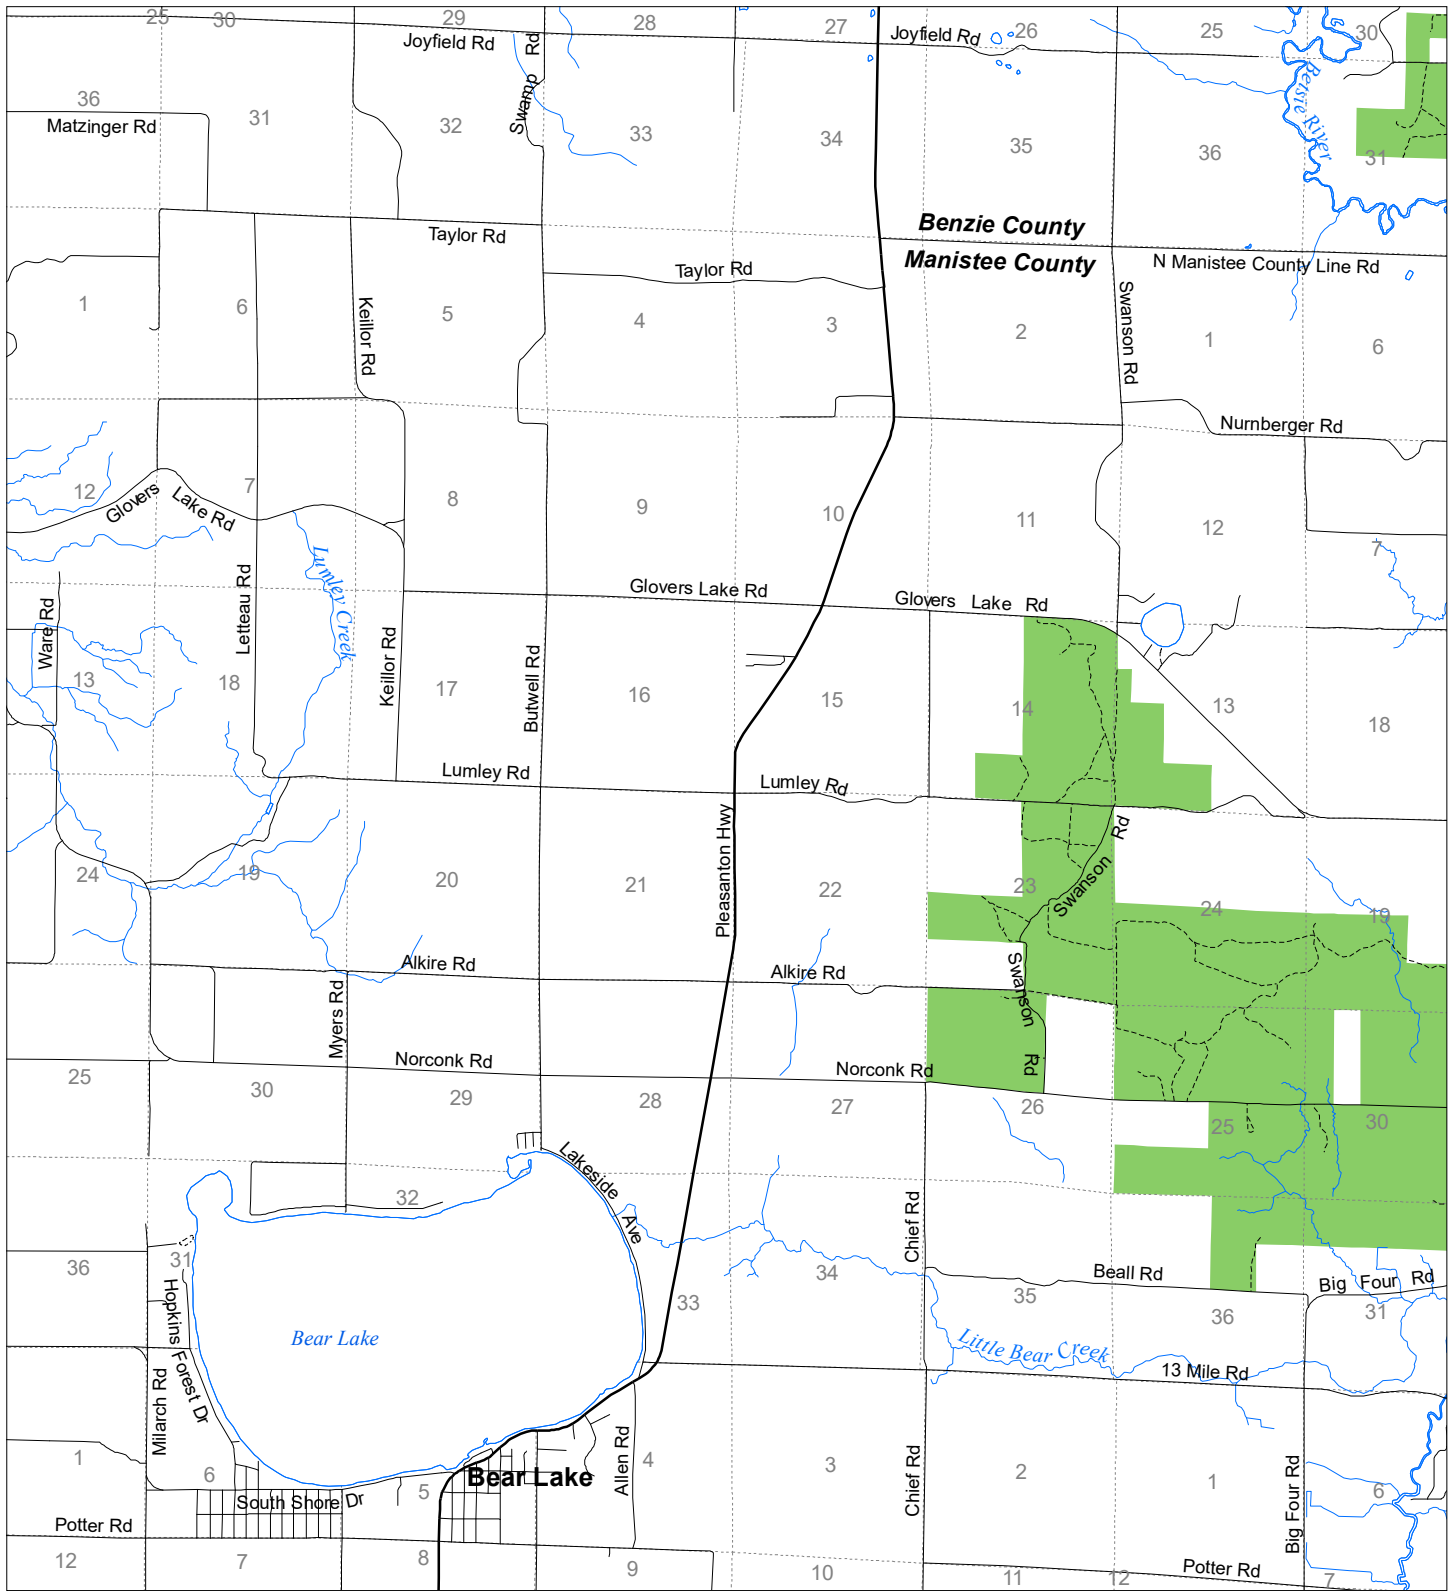 25
30
29
28
27
26
25
30
Joyfield Rd
Joyfield Rd
Swamp Rd
Betsie River
36
31
32
33
34
35
36
31
Matzinger Rd
Benzie County
Manistee County
Taylor Rd
Taylor Rd
N Manistee County Line Rd
1
6
5
4
3
2
1
6
Keillor Rd
Swanson Rd
Nurnberger Rd
12
7
8
9
10
11
12
7
Glovers Lake Rd
Lumley Creek
Ware Rd
Letteau Rd
Keillor Rd
Butwell Rd
Glovers Lake Rd
Glovers Lake Rd
13
18
17
16
15
14
13
18
Lumley Rd
Lumley Rd
Pleasanton Hwy
24
19
20
21
22
23
24
19
Swanson Rd
Alkire Rd
Alkire Rd
Swanson Rd
Myers Rd
Norconk Rd
Norconk Rd
25
30
29
28
27
26
25
30
Lakeside Ave
32
Chief Rd
36
31
33
34
35
36
31
Beall Rd
Big Four Rd
Hopkins Forest Dr
Bear Lake
Little Bear Creek
13 Mile Rd
Milarch Rd
Allen Rd
Chief Rd
Big Four Rd
1
6
5
4
3
2
1
6
Bear Lake
South Shore Dr
Potter Rd
Potter Rd
12
7
8
9
10
11
12
7